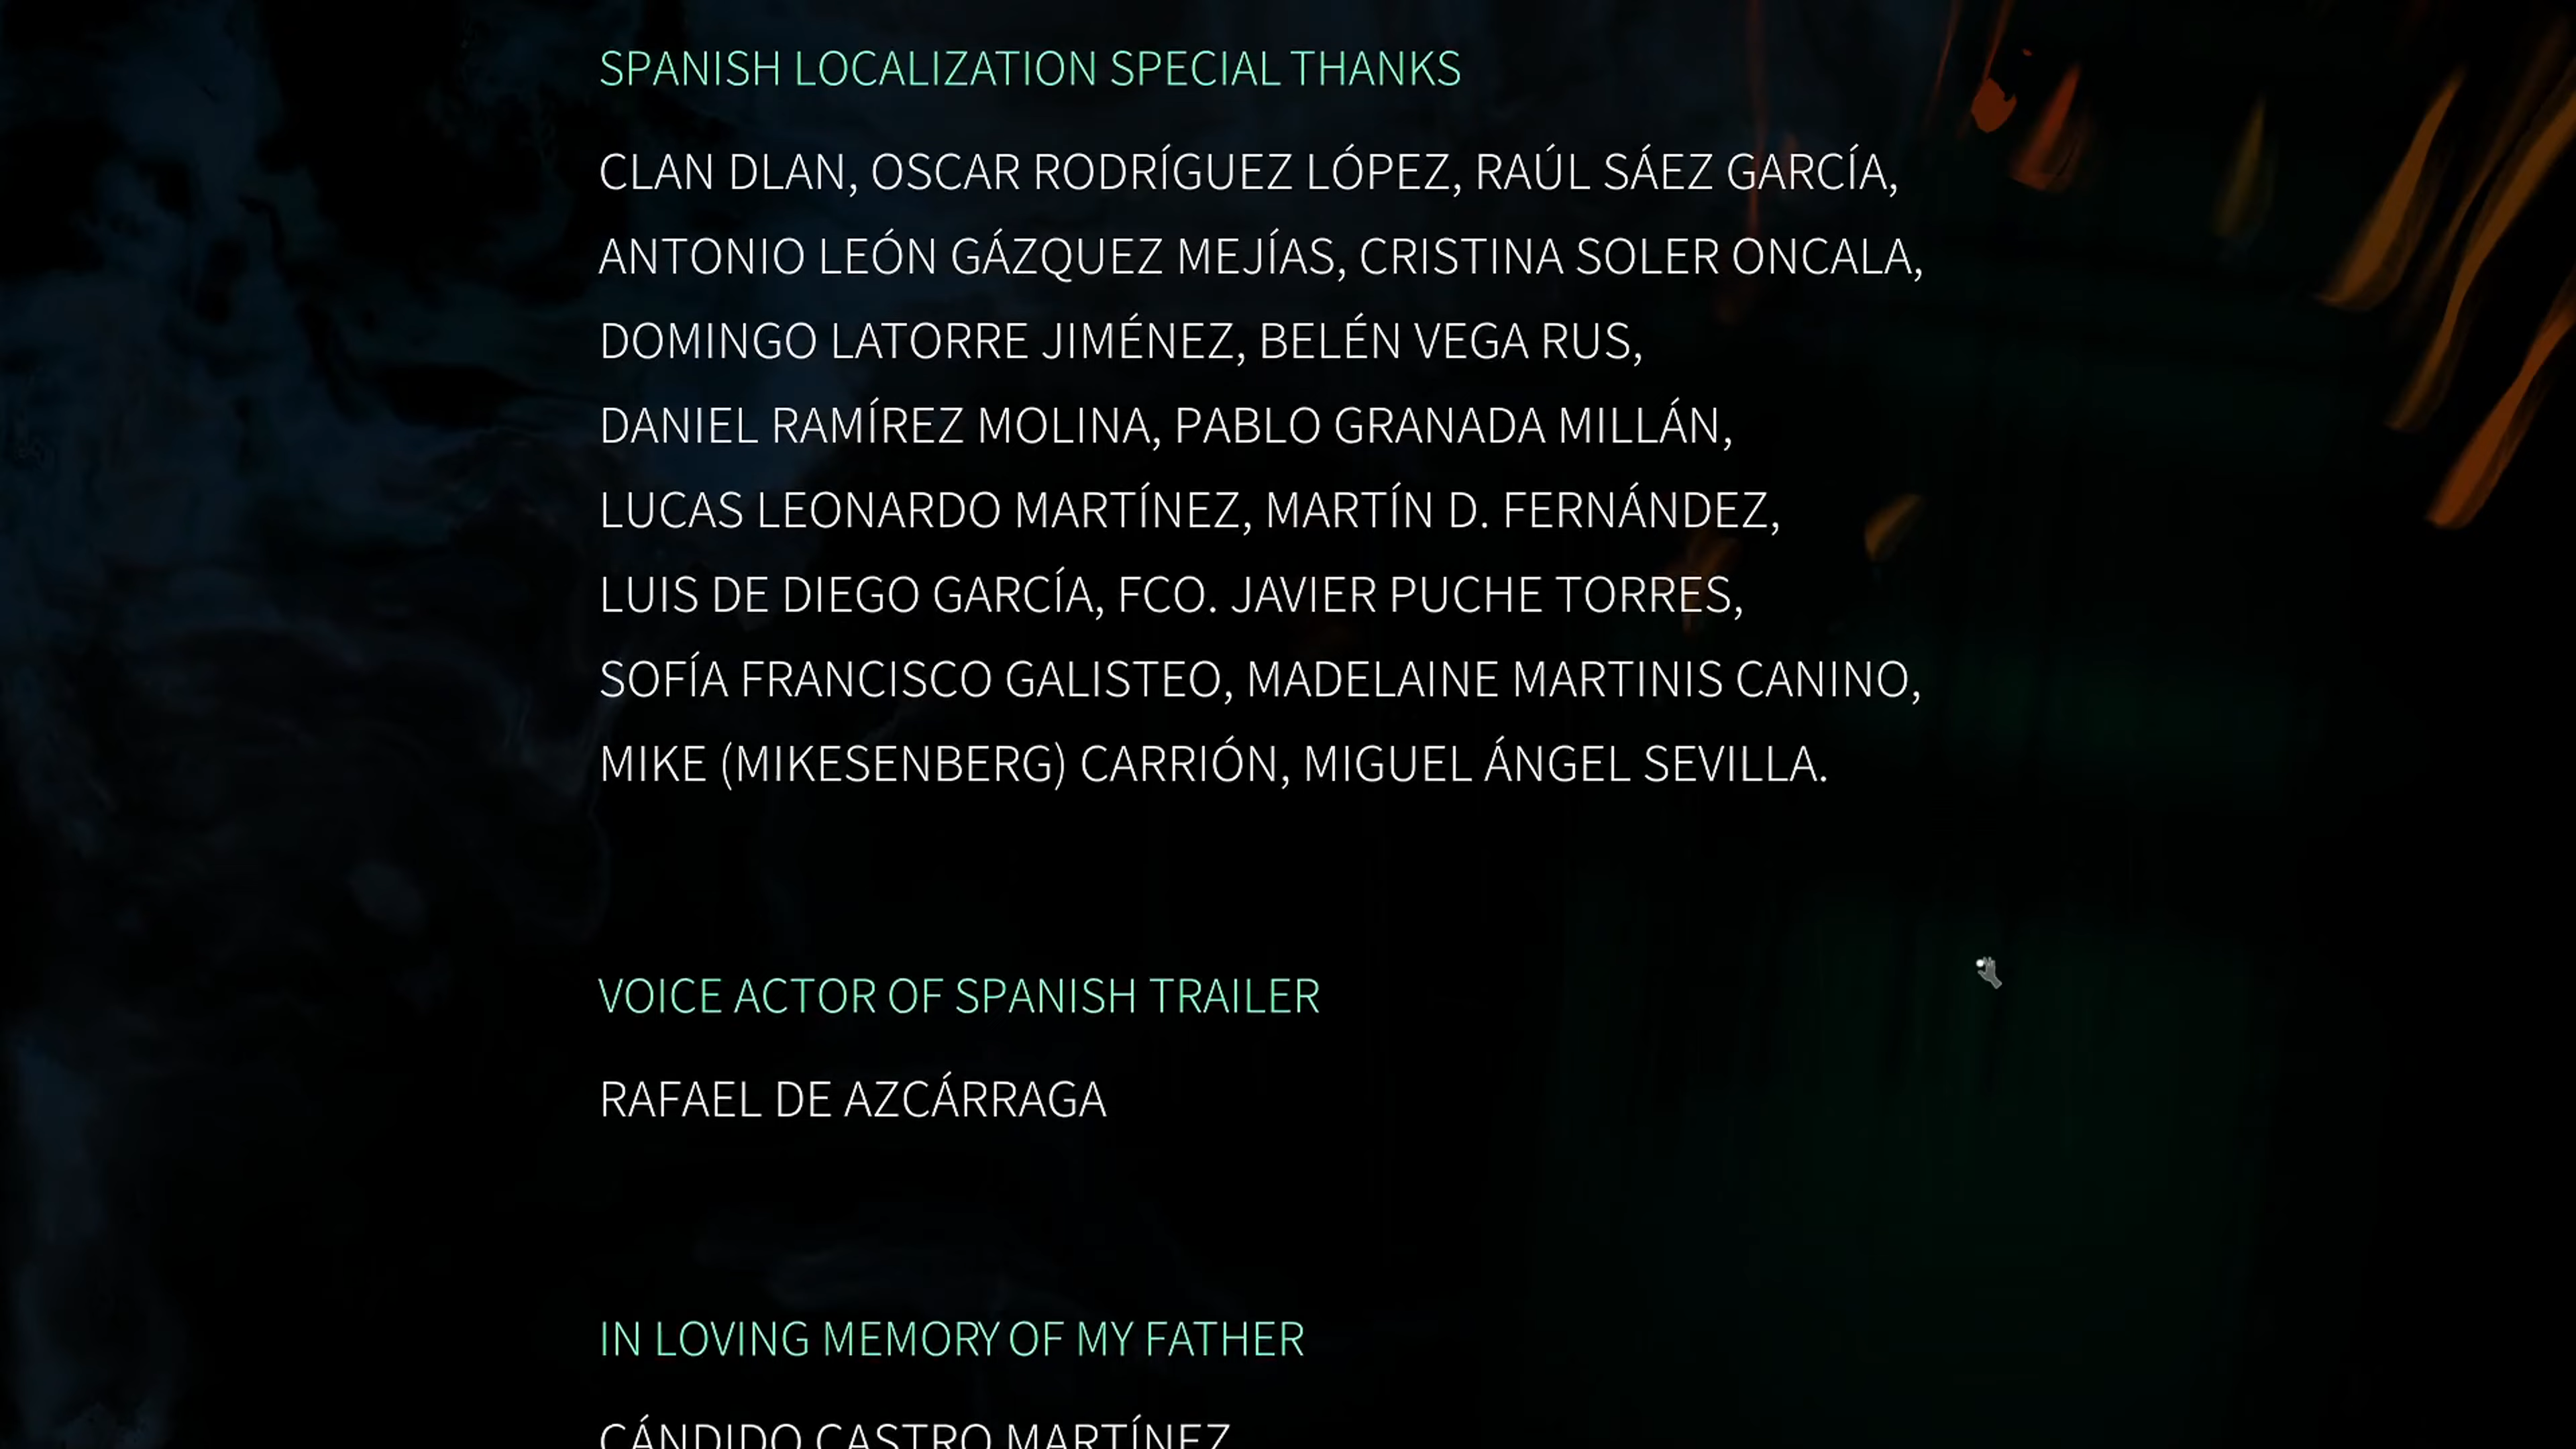 SPANISH LOCALIZATION SPECIAL THANKS
CLAN DLAN, OSCAR RODRÍGUEZ LÓPEZ, RAÚL SÁEZ GARCÍA,
ANTONIO LEÓN GÁZQUEZ MEJÍAS, CRISTINA SOLER ONCALA,
DOMINGO LATORRE JIMÉNEZ, BELÉN VEGA RUS,
DANIEL RAMÍREZ MOLINA, PABLO GRANADA MILLÁN,
LUCAS LEONARDO MARTÍNEZ, MARTÍN D. FERNÁNDEZ,
LUIS DE DIEGO GARCÍA, FCO. JAVIER PUCHE TORRES,
SOFÍA FRANCISCO GALISTEO, MADELAINE MARTINIS CANINO,
MIKE (MIKESENBERG) CARRIÓN, MIGUEL ÁNGEL SEVILLA.
VOICE ACTOR OF SPANISH TRAILER
RAFAEL DE AZCÁRRAGA
IN LOVING MEMORY OF MY FATHER
CÁNDIDO CASTRO MARTÍNEZ